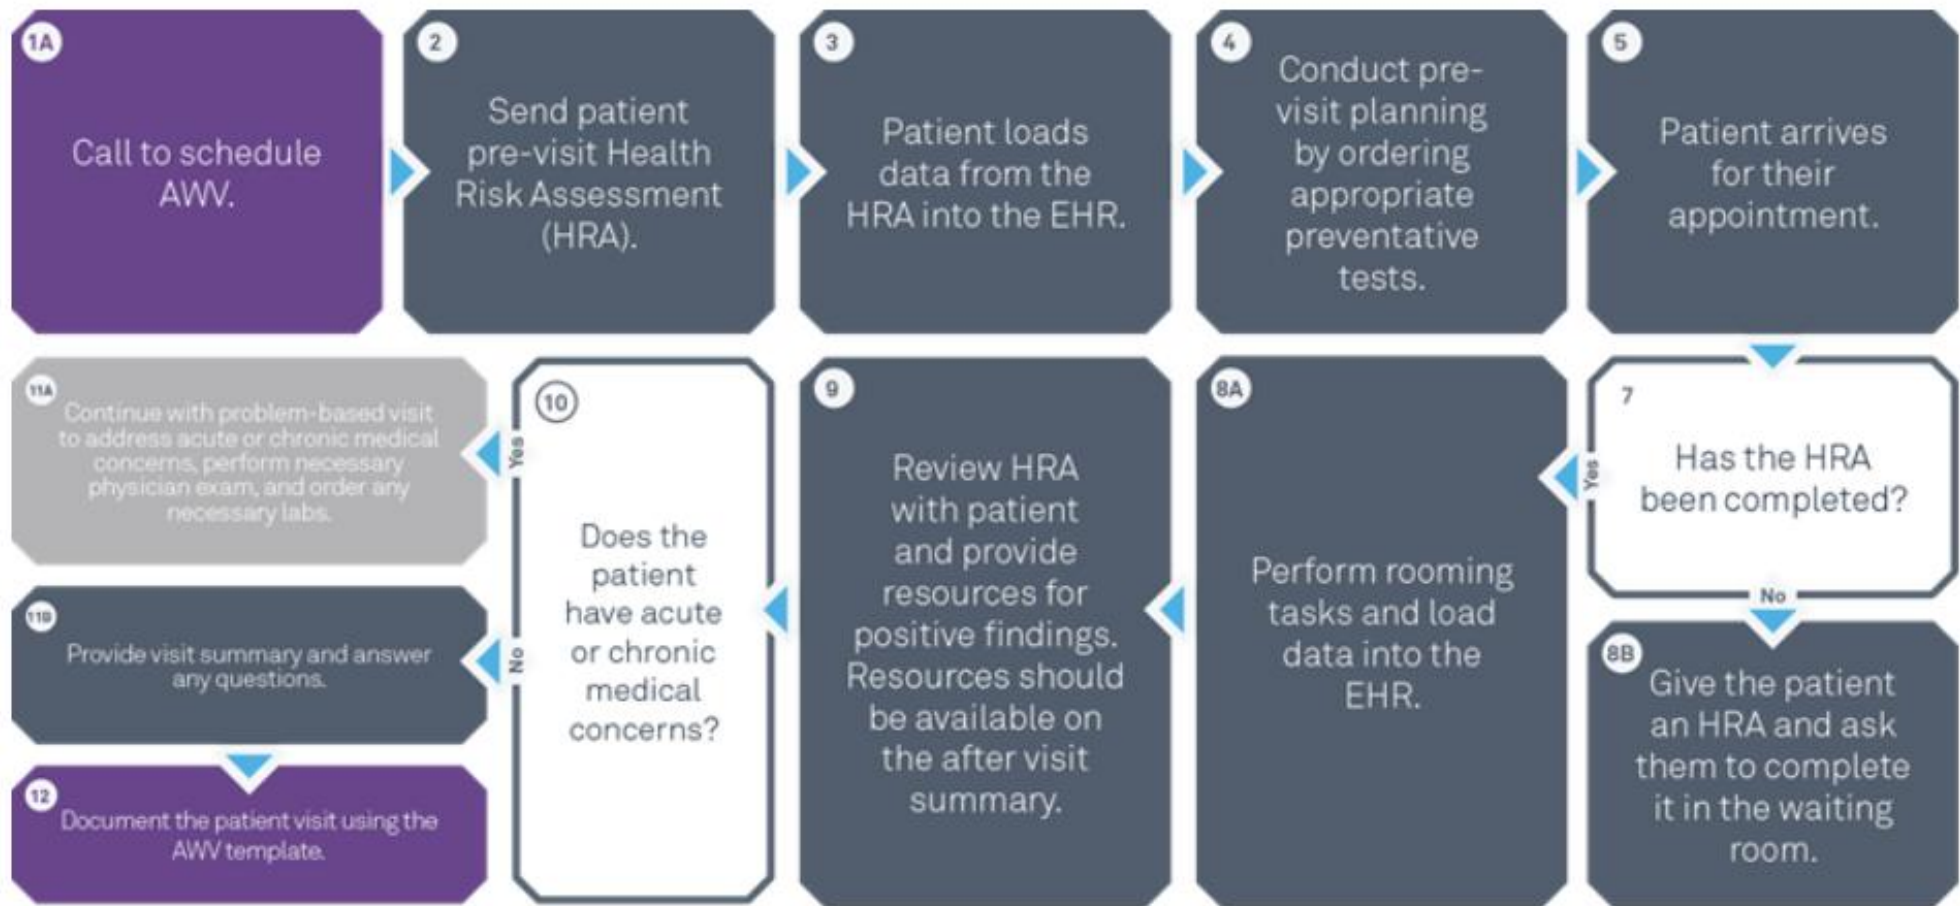 1A
Call to schedule
AWV.
2
Send patient
pre-visit Health
Risk Assessment
(HRA).
3
Patient loads
data from the
HRA into the EHR.
4
Conduct pre-
visit planning
by ordering
appropriate
preventative
tests.
5
Patient arrives
for their
appointment.
7
Has the HRA
been completed?
Yes
No
8A
Perform rooming
tasks and load
data into the
EHR.
8B
Give the patient
an HRA and ask
them to complete
it in the waiting
room.
9
Review HRA
with patient
and provide
resources for
positive findings.
Resources should
be available on
the after visit
summary.
10
Does the
patient
have acute
or chronic
medical
concerns?
Yes
No
11A
Continue with problem-based visit
to address acute or chronic medical
concerns, perform necessary
physician exam, and order any
necessary labs.
11B
Provide visit summary and answer
any questions.
12
Document the patient visit using the
AWV template.